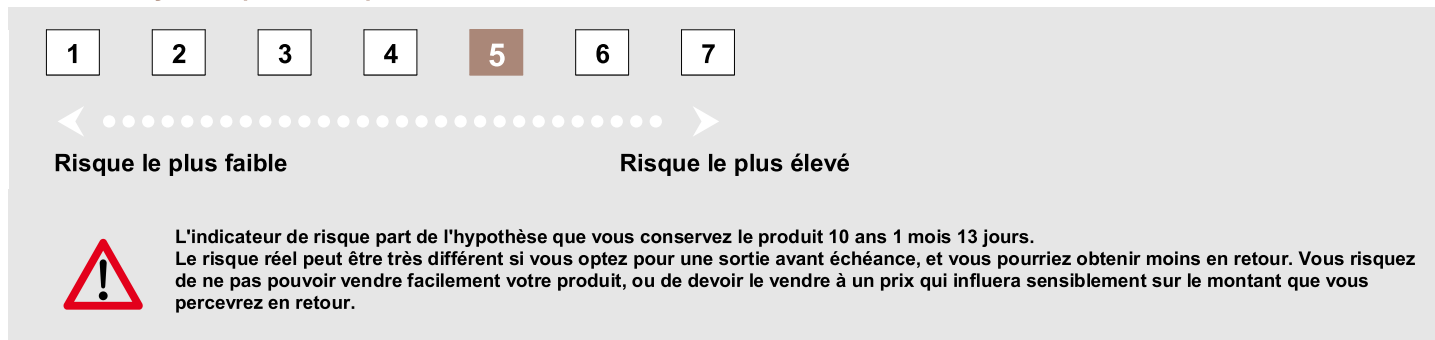 1 2 3 4 5 6 7
Risque le plus faible Risque le plus élevé
L'indicateur de risque part de l'hypothèse que vous conservez le produit 10 ans 1 mois 13 jours.
Le risque réel peut être très différent si vous optez pour une sortie avant échéance, et vous pourriez obtenir moins en retour. Vous risquez
de ne pas pouvoir vendre facilement votre produit, ou de devoir le vendre à un prix qui influera sensiblement sur le montant que vous
percevrez en retour.